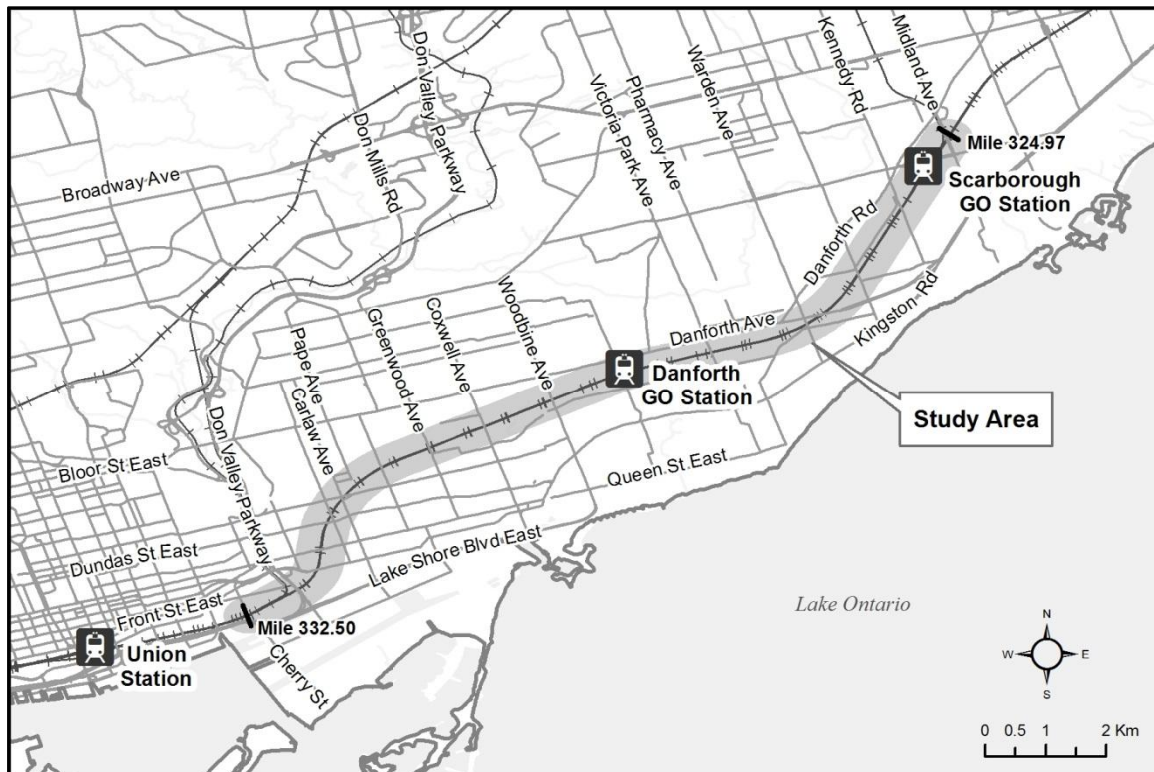 Don Valley Parkway
Don Mills Rd
Broadway Ave
Victoria Park Ave
Pharmacy Ave
Warden Ave
Kennedy Rd
Midland Ave
Mile 324.97
Scarborough
GO Station
Danforth Rd
Kingston Rd
Danforth Ave
Woodbine Ave
Coxwell Ave
Greenwood Ave
Pape Ave
Carlaw Ave
Danforth
GO Station
Study Area
Bloor St East
Don Valley Parkway
Queen St East
Dundas St East
Lake Shore Blvd East
Front St East
Mile 332.50
Union
Station
Cherry St
Lake Ontario
N
W E
S
0 0.5 1 2 Km